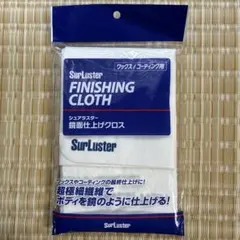 SurLuster
ワックス/コーティング用
FINISHING
CLOTH
シュアラスター
鏡面仕上げクロス
SurLuster
ワックスやコーティングの最終仕上げに!
超極細繊維で
ボディを鏡のように仕上げる!
SurLuster